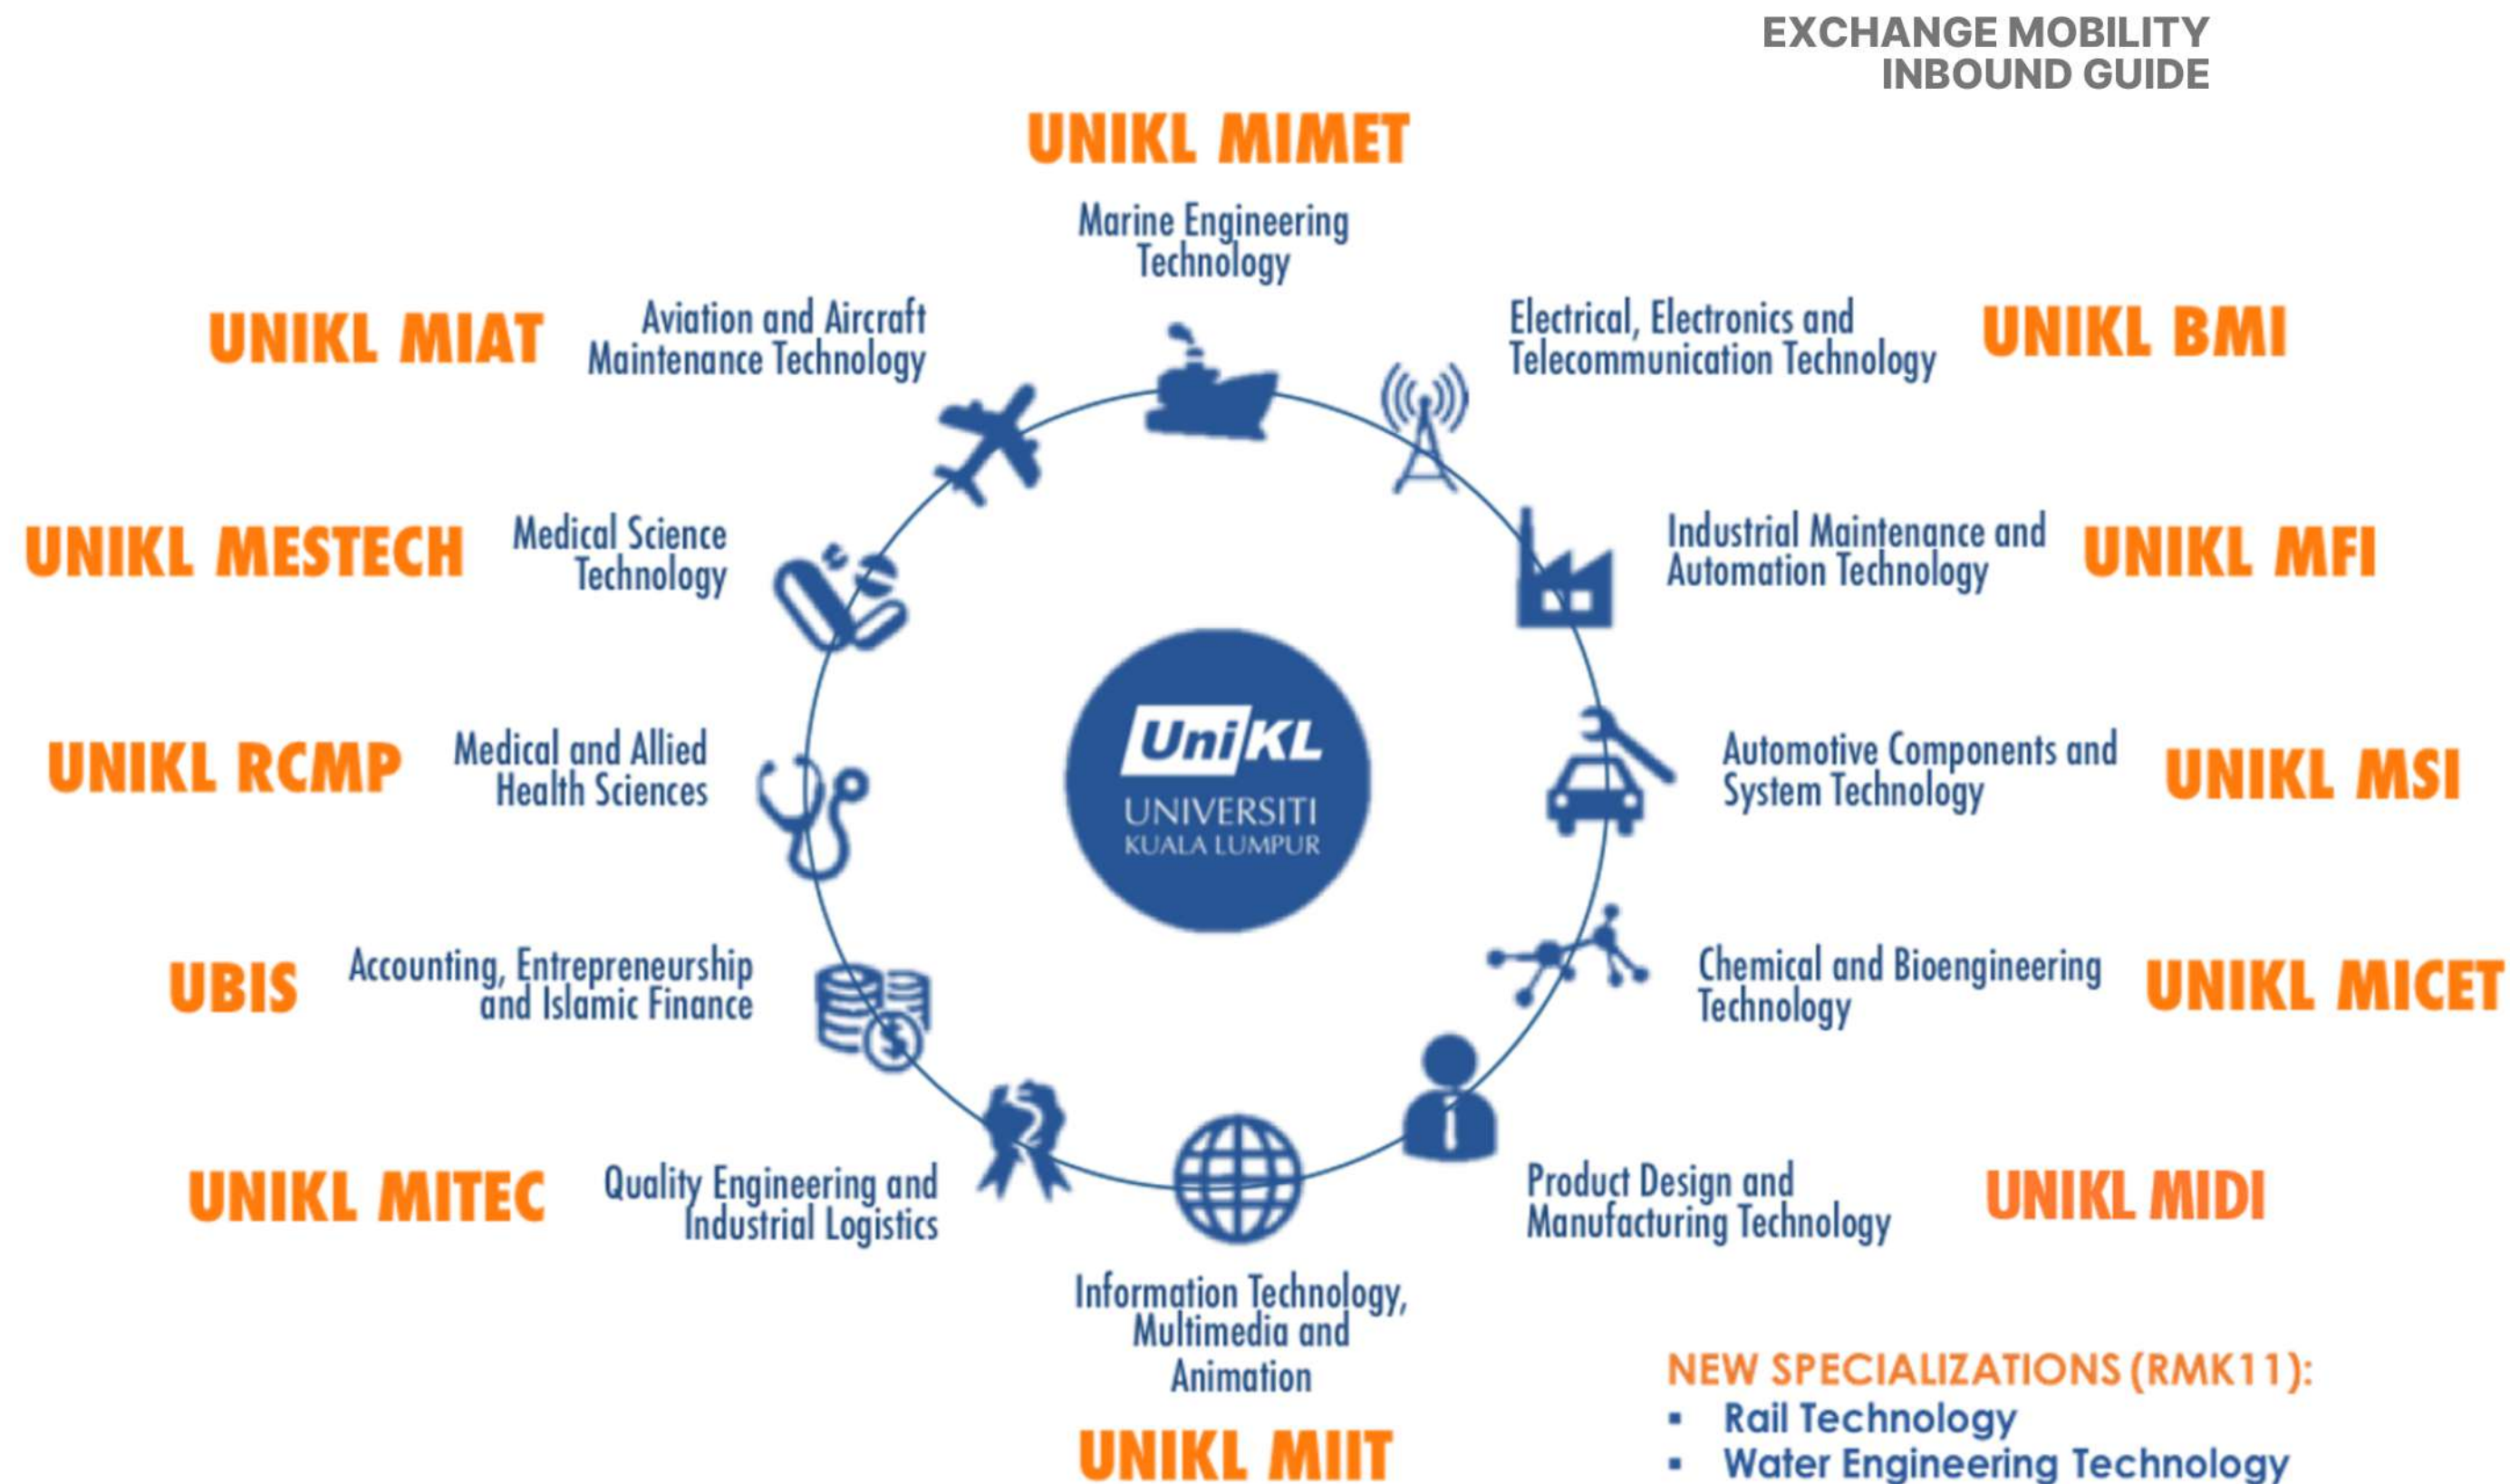 EXCHANGE MOBILITY
INBOUND GUIDE
UNIKL MIMET
Marine Engineering
Technology
UNIKL MIAT
Aviation and Aircraft
Maintenance Technology
Electrical, Electronics and
Telecommunication Technology
UNIKL BMI
UNIKL MESTECH
Medical Science
Technology
Industrial Maintenance and
Automation Technology
UNIKL MFI
UNIKL RCMP
Medical and Allied
Health Sciences
UniKL
UNIVERSITI
KUALA LUMPUR
Automotive Components and
System Technology
UNIKL MSI
UBIS
Accounting, Entrepreneurship
and Islamic Finance
Chemical and Bioengineering
Technology
UNIKL MICET
UNIKL MITEC
Quality Engineering and
Industrial Logistics
Product Design and
Manufacturing Technology
UNIKL MIDI
Information Technology,
Multimedia and
Animation
UNIKL MIIT
NEW SPECIALIZATIONS (RMK11):
▪ Rail Technology
▪ Water Engineering Technology